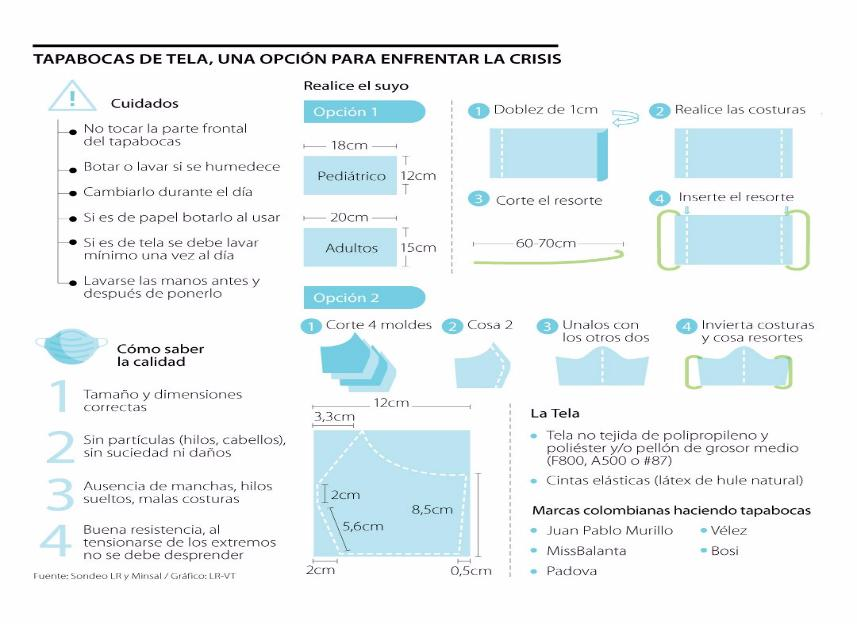 TAPABOCAS DE TELA, UNA OPCIÓN PARA ENFRENTAR LA CRISIS
!
Cuidados
No tocar la parte frontal
del tapabocas
Botar o lavar si se humedece
Cambiarlo durante el día
Si es de papel botarlo al usar
Si es de tela se debe lavar
mínimo una vez al día
Lavarse las manos antes y
después de ponerlo
Cómo saber
la calidad
1
Tamaño y dimensiones
correctas
2
Sin partículas (hilos, cabellos),
sin suciedad ni daños
3
Ausencia de manchas, hilos
sueltos, malas costuras
4
Buena resistencia, al
tensionarse de los extremos
no se debe desprender
Fuente: Sondeo LR y Minsal / Gráfico: LR-VT
Realice el suyo
Opción 1
18cm
Pediátrico
12cm
20cm
Adultos
15cm
1 Doblez de 1cm
2 Realice las costuras
3 Corte el resorte
60-70cm
4 Inserte el resorte
Opción 2
1 Corte 4 moldes
2 Cosa 2
3 Unalos con
los otros dos
4 Invierta costuras
y cosa resortes
12cm
3,3cm
2cm
8,5cm
5,6cm
2cm
0,5cm
La Tela
Tela no tejida de polipropileno y
poliéster y/o pellón de grosor medio
(F800, A500 o #87)
Cintas elásticas (látex de hule natural)
Marcas colombianas haciendo tapabocas
Juan Pablo Murillo
MissBalanta
Padova
Vélez
Bosi